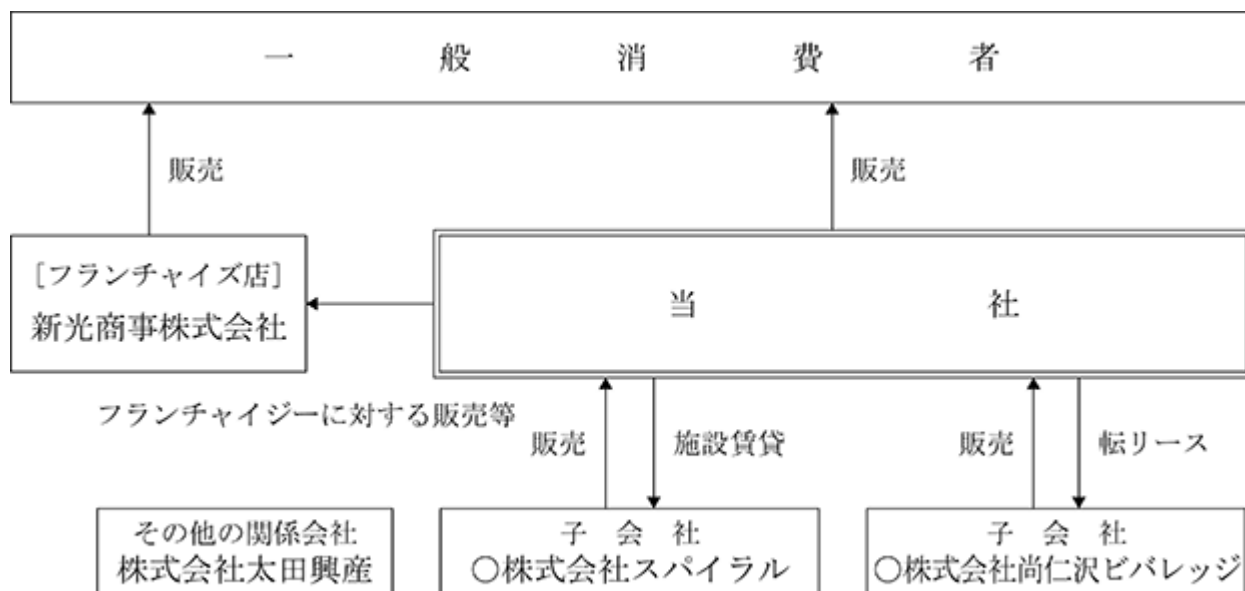 一般消費者
販売
販売
［フランチャイズ店］
新光商事株式会社
当社
フランチャイジーに対する販売等
販売
施設賃貸
販売
転リース
その他の関係会社
株式会社太田興産
子会社
○株式会社スパイラル
子会社
○株式会社尚仁沢ビバレッジ